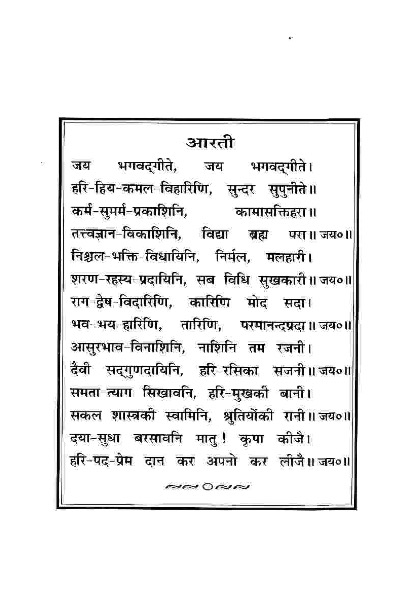 आरती
जय भगवद्‌गीते, जय भगवद्‌गीते।
हरि-हिय-कमल-विहारिणि, सुन्दर सुपुनीते॥
कर्म-सुमर्म-प्रकाशिनि, कामासक्तिहरा।
तत्त्वज्ञान-विकाशिनि, विद्या ब्रह्म परा॥ जय०॥
निश्चल-भक्ति-विधायिनि, निर्मल, मलहारी।
शरण-रहस्य-प्रदायिनि, सब विधि सुखकारी॥ जय०॥
राग-द्वेष-विदारिणि, कारिणि मोद सदा।
भव-भय-हारिणि, तारिणि, परमानन्दप्रदा॥ जय०॥
आसुरभाव-विनाशिनि, नाशिनि तम रजनी।
दैवी सद्‌गुणदायिनि, हरि-रसिका सजनी॥ जय०॥
समता त्याग सिखावनि, हरि-मुखकी बानी।
सकल शास्त्रकी स्वामिनि, श्रुतियोंकी रानी॥ जय०॥
दया-सुधा बरसावनि मातु! कृपा कीजै।
हरि-पद-प्रेम दान कर अपनो कर लीजै॥ जय०॥